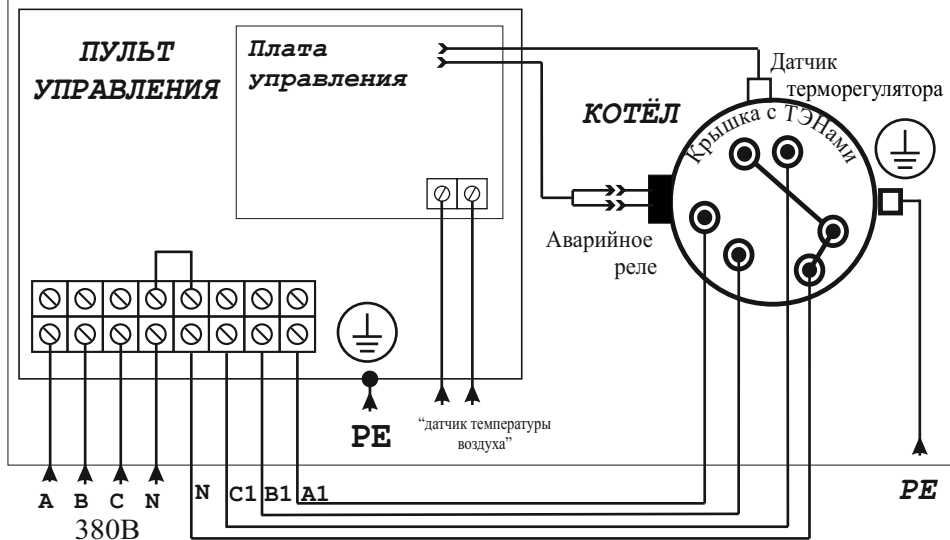 ПУЛЬТ
УПРАВЛЕНИЯ
Плата
управления
КОТЁЛ
Датчик
терморегулятора
Крышка с ТЭНами
Аварийное
реле
PE
“датчик температуры
воздуха”
A B C N
N C1 B1 A1
380В
PE